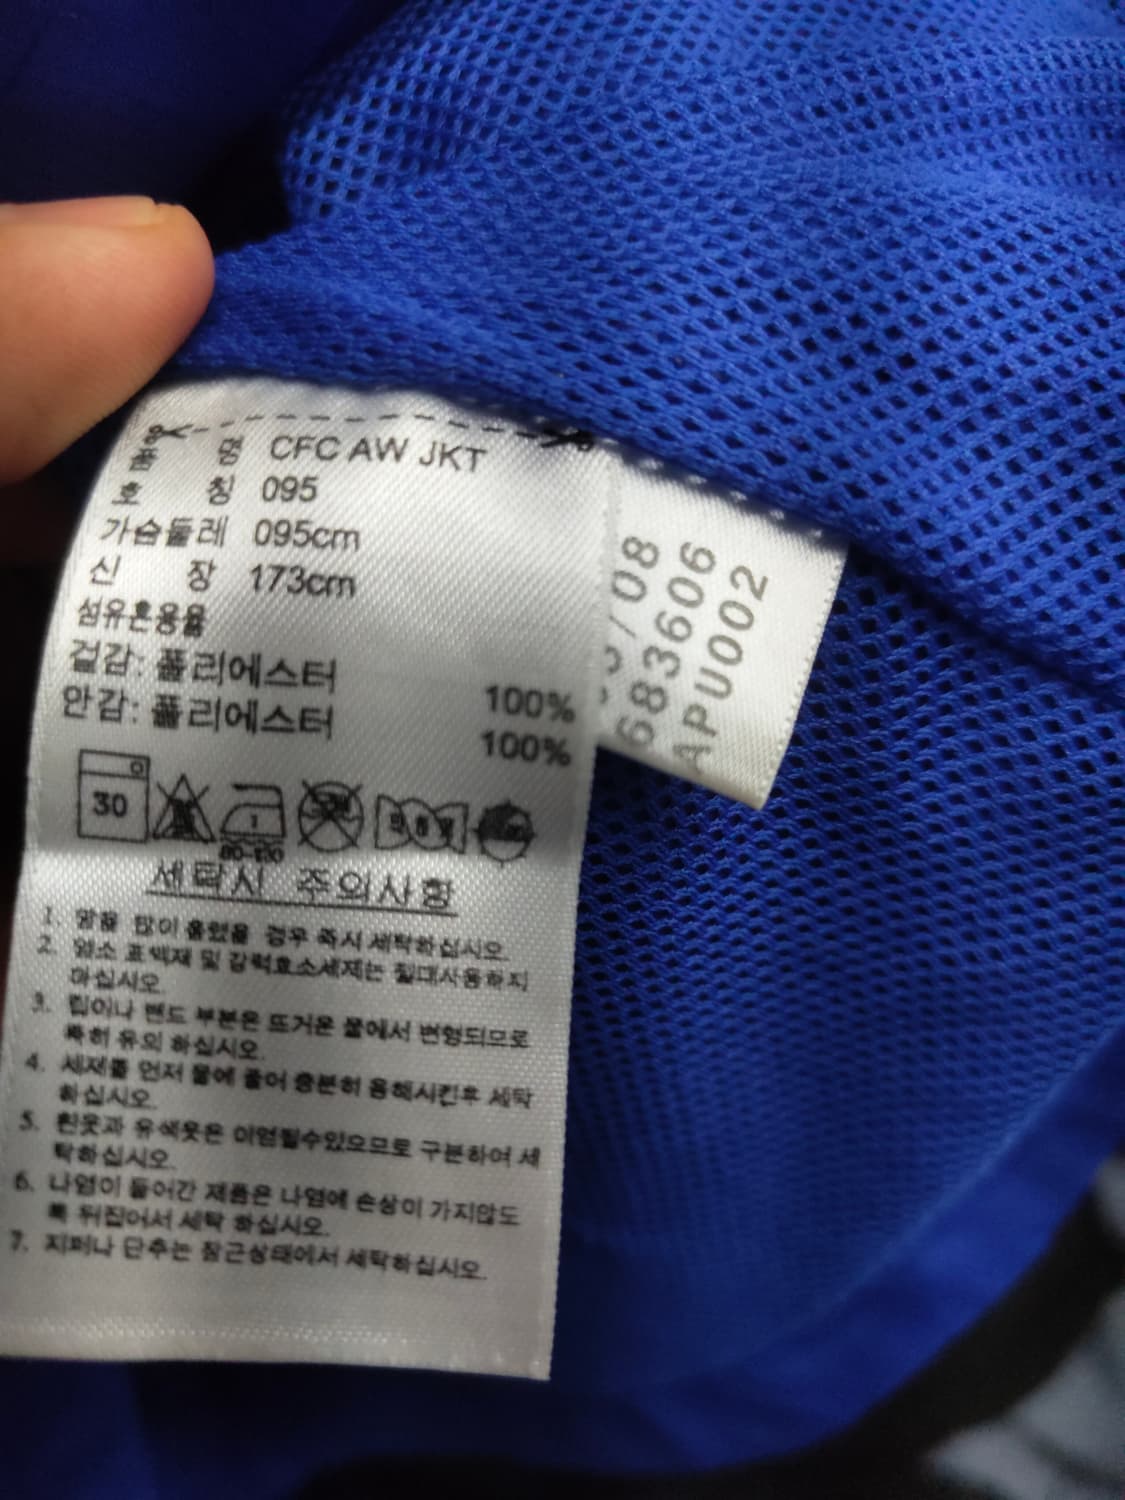 품 명 CFC AW JKT
호 칭 095
가슴둘레 095cm
신 장 173cm
섬유혼용율
겉감: 폴리에스터 100%
안감: 폴리에스터 100%
30
1
80-120
세탁시 주의사항
1. 땀을 많이 흘렸을 경우 즉시 세탁하십시오.
2. 염소 표백제 및 강력효소세제는 절대사용하지
마십시오.
3. 립이나 밴드 부분은 뜨거운 물에서 변형되므로
특히 유의 하십시오.
4. 세제를 먼저 물에 풀어 충분히 용해시킨후 세탁
하십시오.
5. 흰옷과 유색옷은 이염될수있으므로 구분하여 세
탁하십시오.
6. 나염이 들어간 제품은 나염에 손상이 가지않도
록 뒤집어서 세탁 하십시오.
7. 지퍼나 단추는 잠근상태에서 세탁하십시오.
/08
683606
APU002